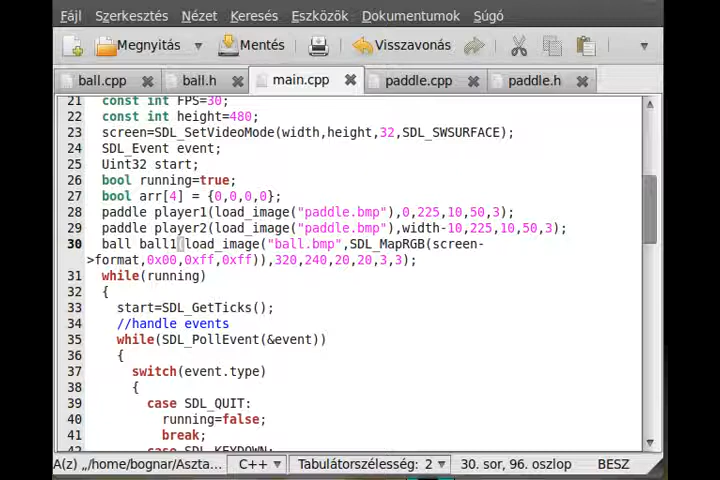 Fájl Szerkesztés Nézet Keresés Eszközök Dokumentumok Súgó
Megnyitás Mentés Visszavonás
ball.cpp ball.h main.cpp paddle.cpp paddle.h
21 const int FPS=30;
22 const int height=480;
23 screen=SDL_SetVideoMode(width,height,32,SDL_SWSURFACE);
24 SDL_Event event;
25 Uint32 start;
26 bool running=true;
27 bool arr[4] = {0,0,0,0};
28 paddle player1(load_image("paddle.bmp"),0,225,10,50,3);
29 paddle player2(load_image("paddle.bmp"),width-10,225,10,50,3);
30 ball ball1(load_image("ball.bmp",SDL_MapRGB(screen-
>format,0x00,0xff,0xff)),320,240,20,20,3,3);
31 while(running)
32 {
33 start=SDL_GetTicks();
34 //handle events
35 while(SDL_PollEvent(&event))
36 {
37 switch(event.type)
38 {
39 case SDL_QUIT:
40 running=false;
41 break;
42 case SDL_KEYDOWN:
A(z) „/home/bognar/Aszta... C++ Tabulátorszélesség: 2 30. sor, 96. oszlop BESZ